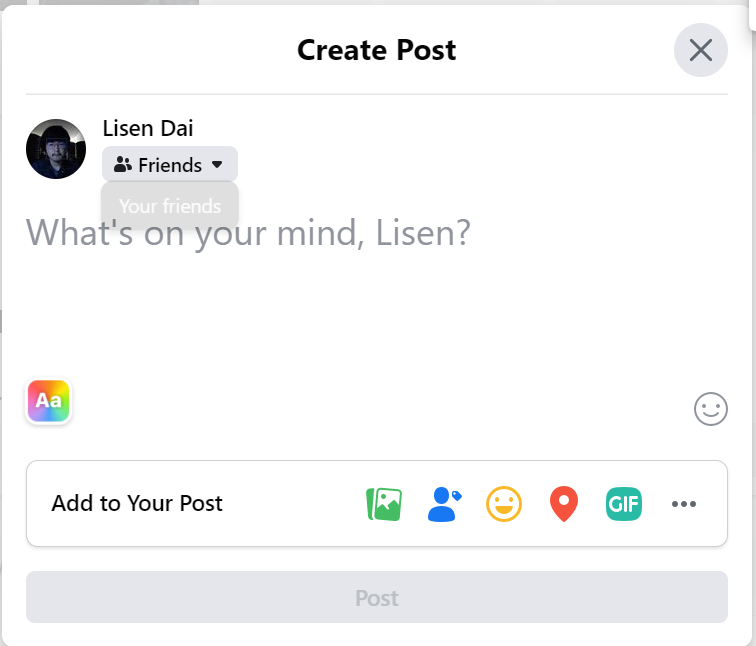 Create Post
Lisen Dai
Friends
Your friends
What's on your mind, Lisen?
Aa
Add to Your Post
GIF
Post